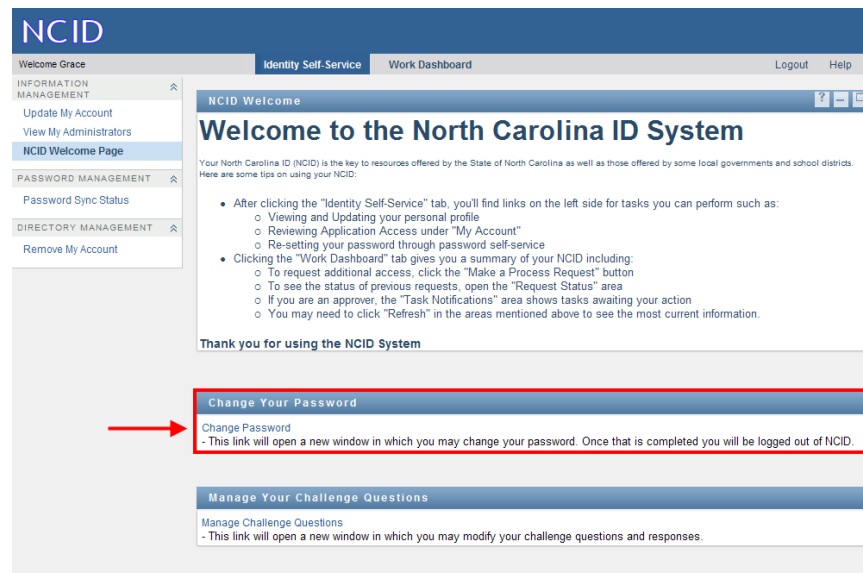 NCID
Welcome Grace
Identity Self-Service
Work Dashboard
Logout
Help
INFORMATION
MANAGEMENT
Update My Account
View My Administrators
NCID Welcome Page
PASSWORD MANAGEMENT
Password Sync Status
DIRECTORY MANAGEMENT
Remove My Account
NCID Welcome
?
Welcome to the North Carolina ID System
Your North Carolina ID (NCID) is the key to resources offered by the State of North Carolina as well as those offered by some local governments and school districts.
Here are some tips on using your NCID:
• After clicking the "Identity Self-Service" tab, you'll find links on the left side for tasks you can perform such as:
o Viewing and Updating your personal profile
o Reviewing Application Access under "My Account"
o Re-setting your password through password self-service
• Clicking the "Work Dashboard" tab gives you a summary of your NCID including:
o To request additional access, click the "Make a Process Request" button
o To see the status of previous requests, open the "Request Status" area
o If you are an approver, the "Task Notifications" area shows tasks awaiting your action
o You may need to click "Refresh" in the areas mentioned above to see the most current information.
Thank you for using the NCID System
Change Your Password
Change Password
- This link will open a new window in which you may change your password. Once that is completed you will be logged out of NCID.
Manage Your Challenge Questions
Manage Challenge Questions
- This link will open a new window in which you may modify your challenge questions and responses.